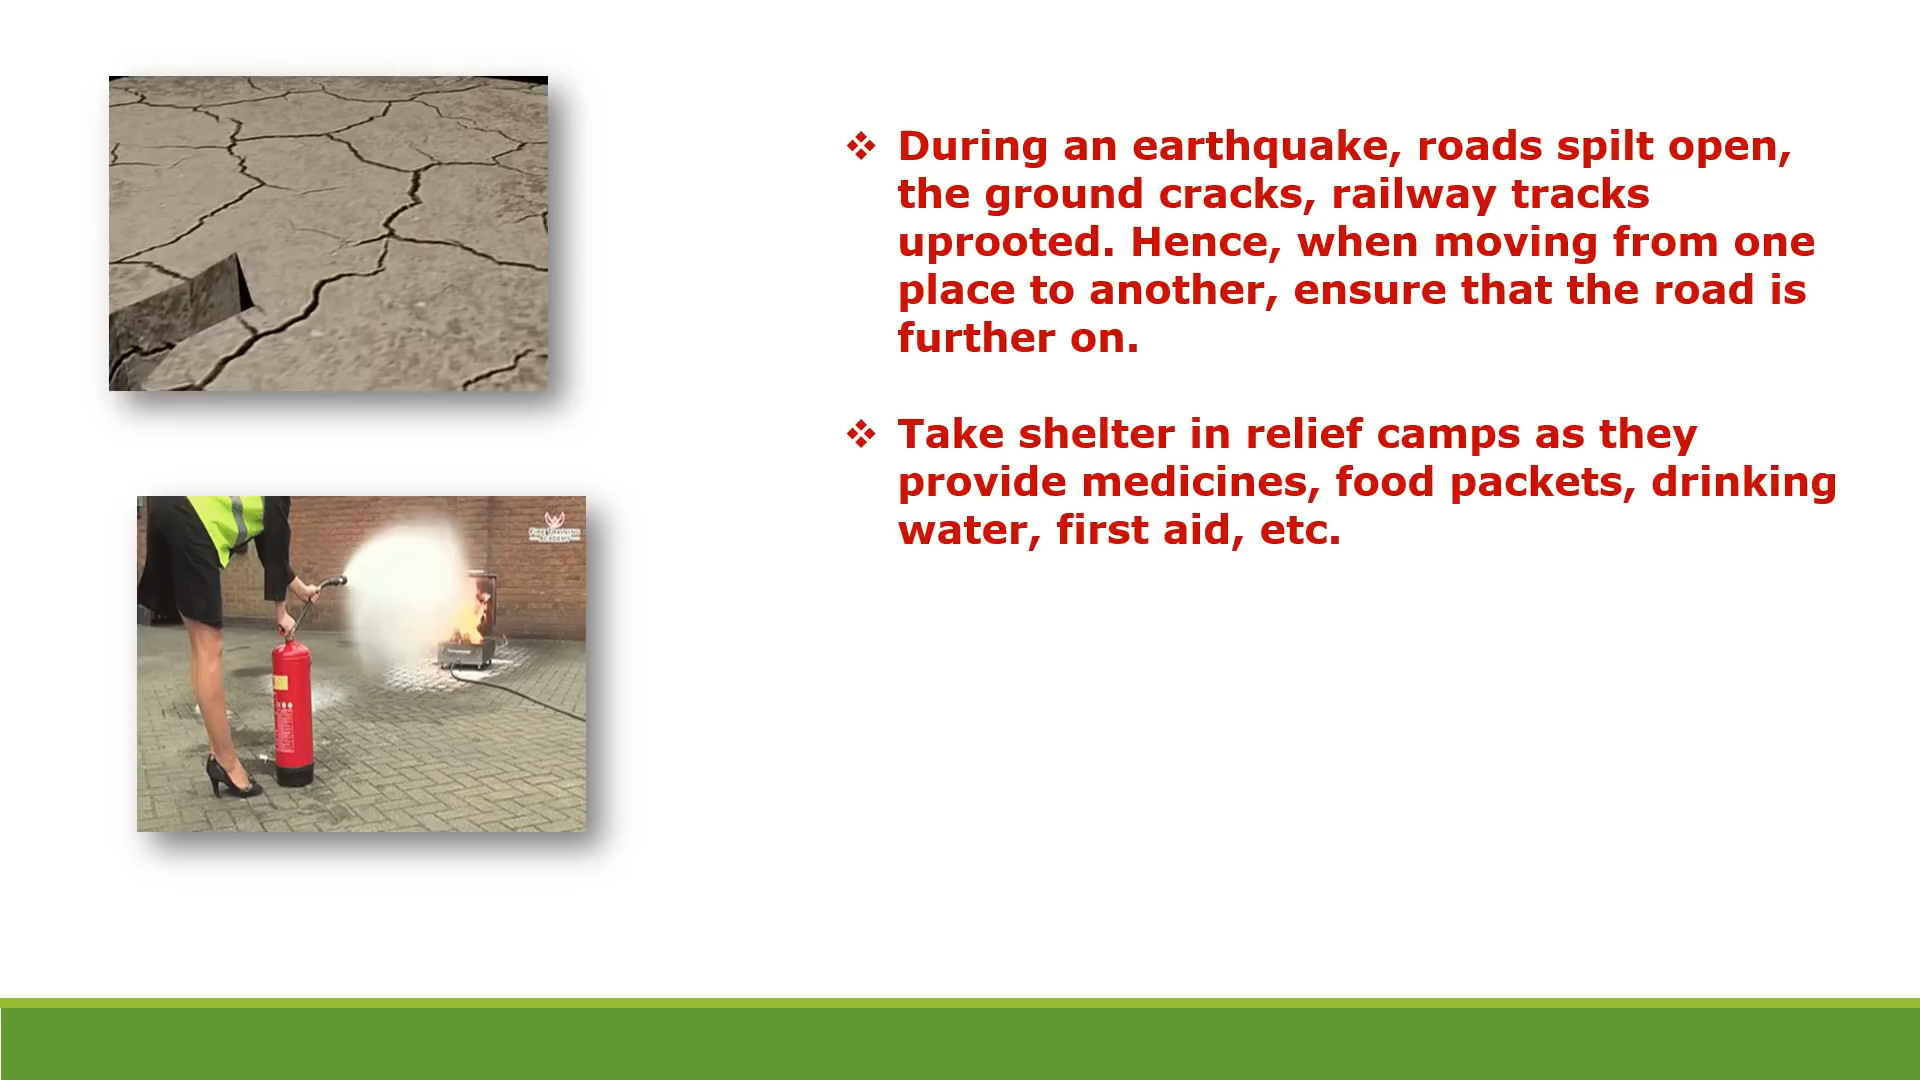 ❖ During an earthquake, roads spilt open,
the ground cracks, railway tracks
uprooted. Hence, when moving from one
place to another, ensure that the road is
further on.
❖ Take shelter in relief camps as they
provide medicines, food packets, drinking
water, first aid, etc.